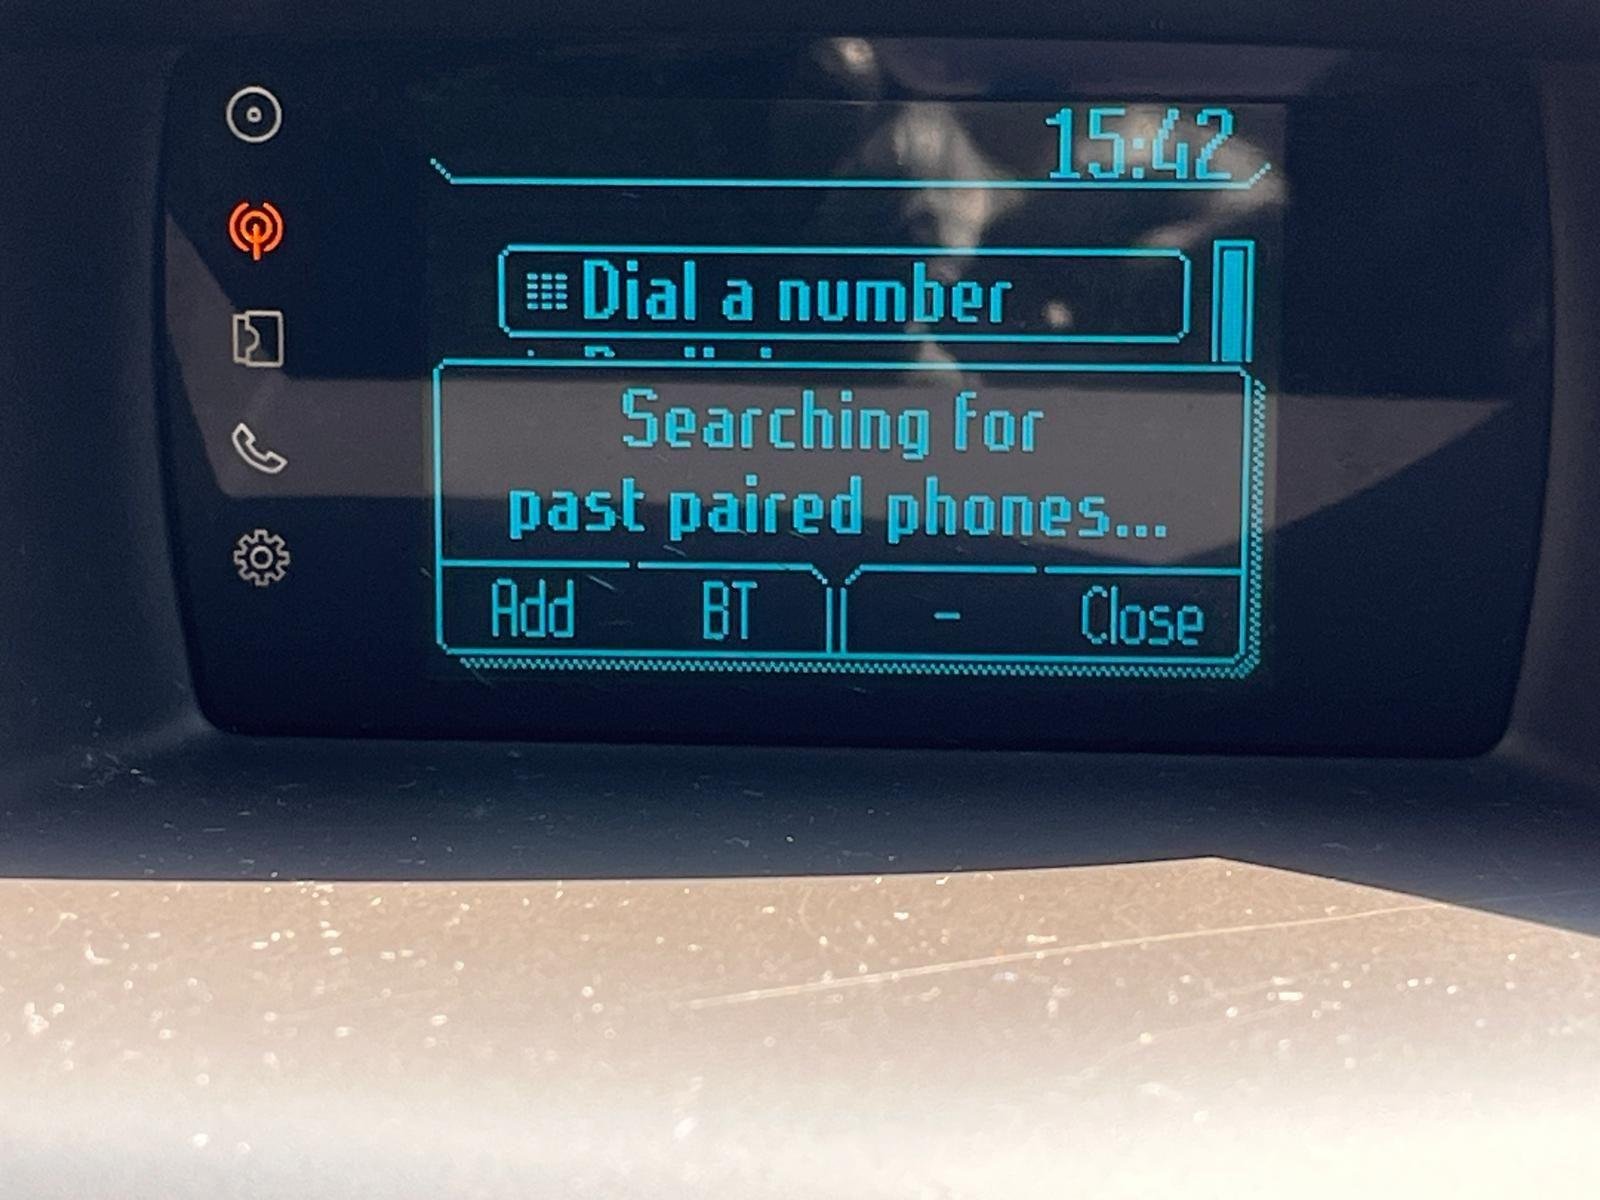 15:42
Dial a number
Searching for
past paired phones...
Add BT - Close